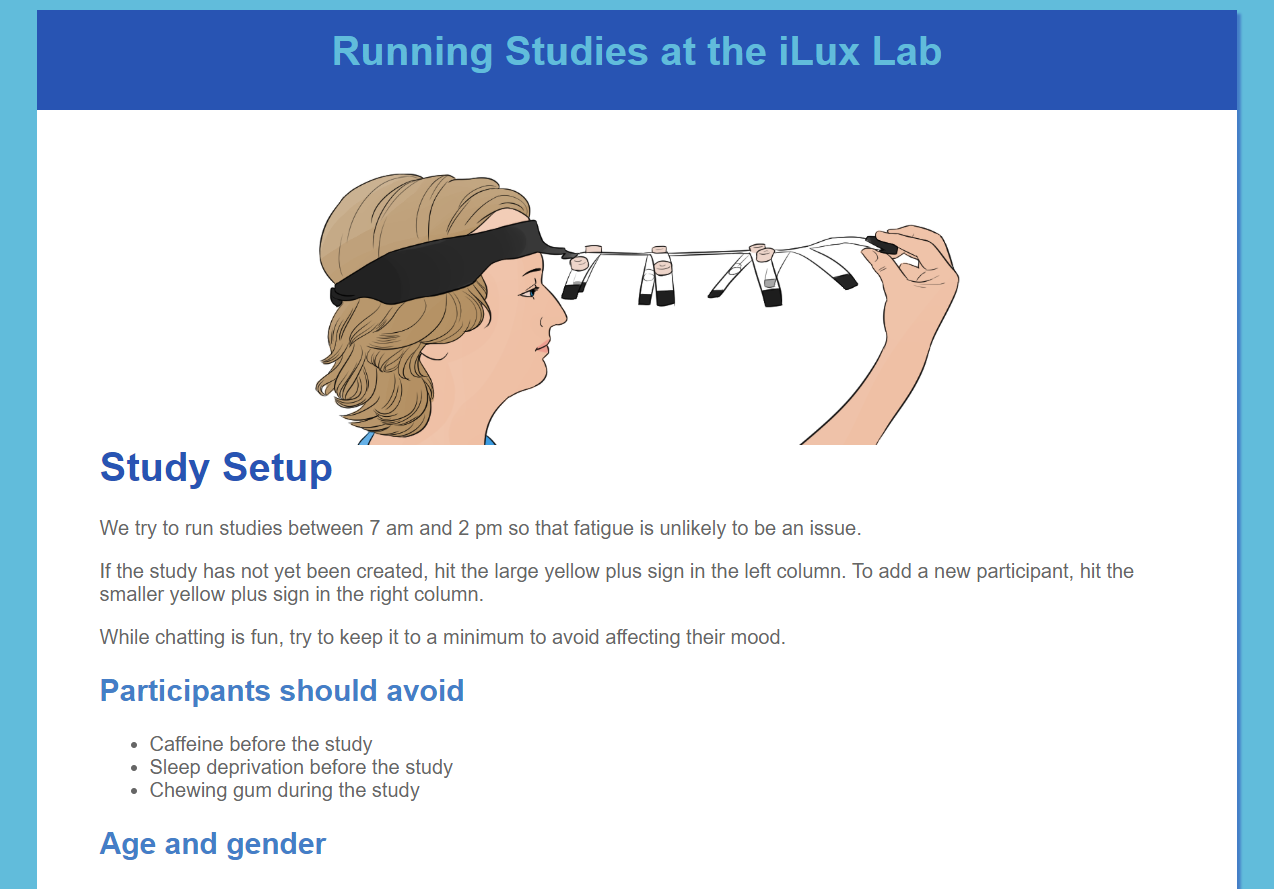 Running Studies at the iLux Lab
Study Setup
We try to run studies between 7 am and 2 pm so that fatigue is unlikely to be an issue.
If the study has not yet been created, hit the large yellow plus sign in the left column. To add a new participant, hit the
smaller yellow plus sign in the right column.
While chatting is fun, try to keep it to a minimum to avoid affecting their mood.
Participants should avoid
• Caffeine before the study
• Sleep deprivation before the study
• Chewing gum during the study
Age and gender